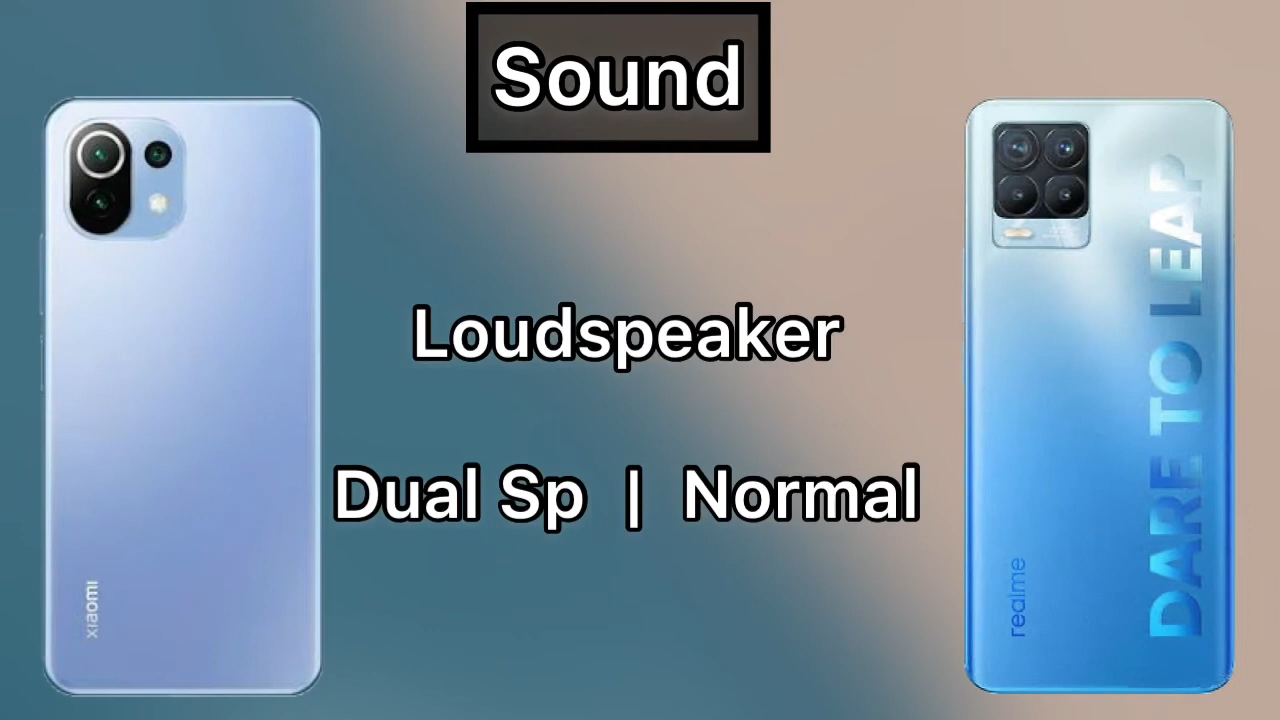 Sound
Loudspeaker
Dual Sp | Normal
xiaomi
realme
DARE TO LEAP